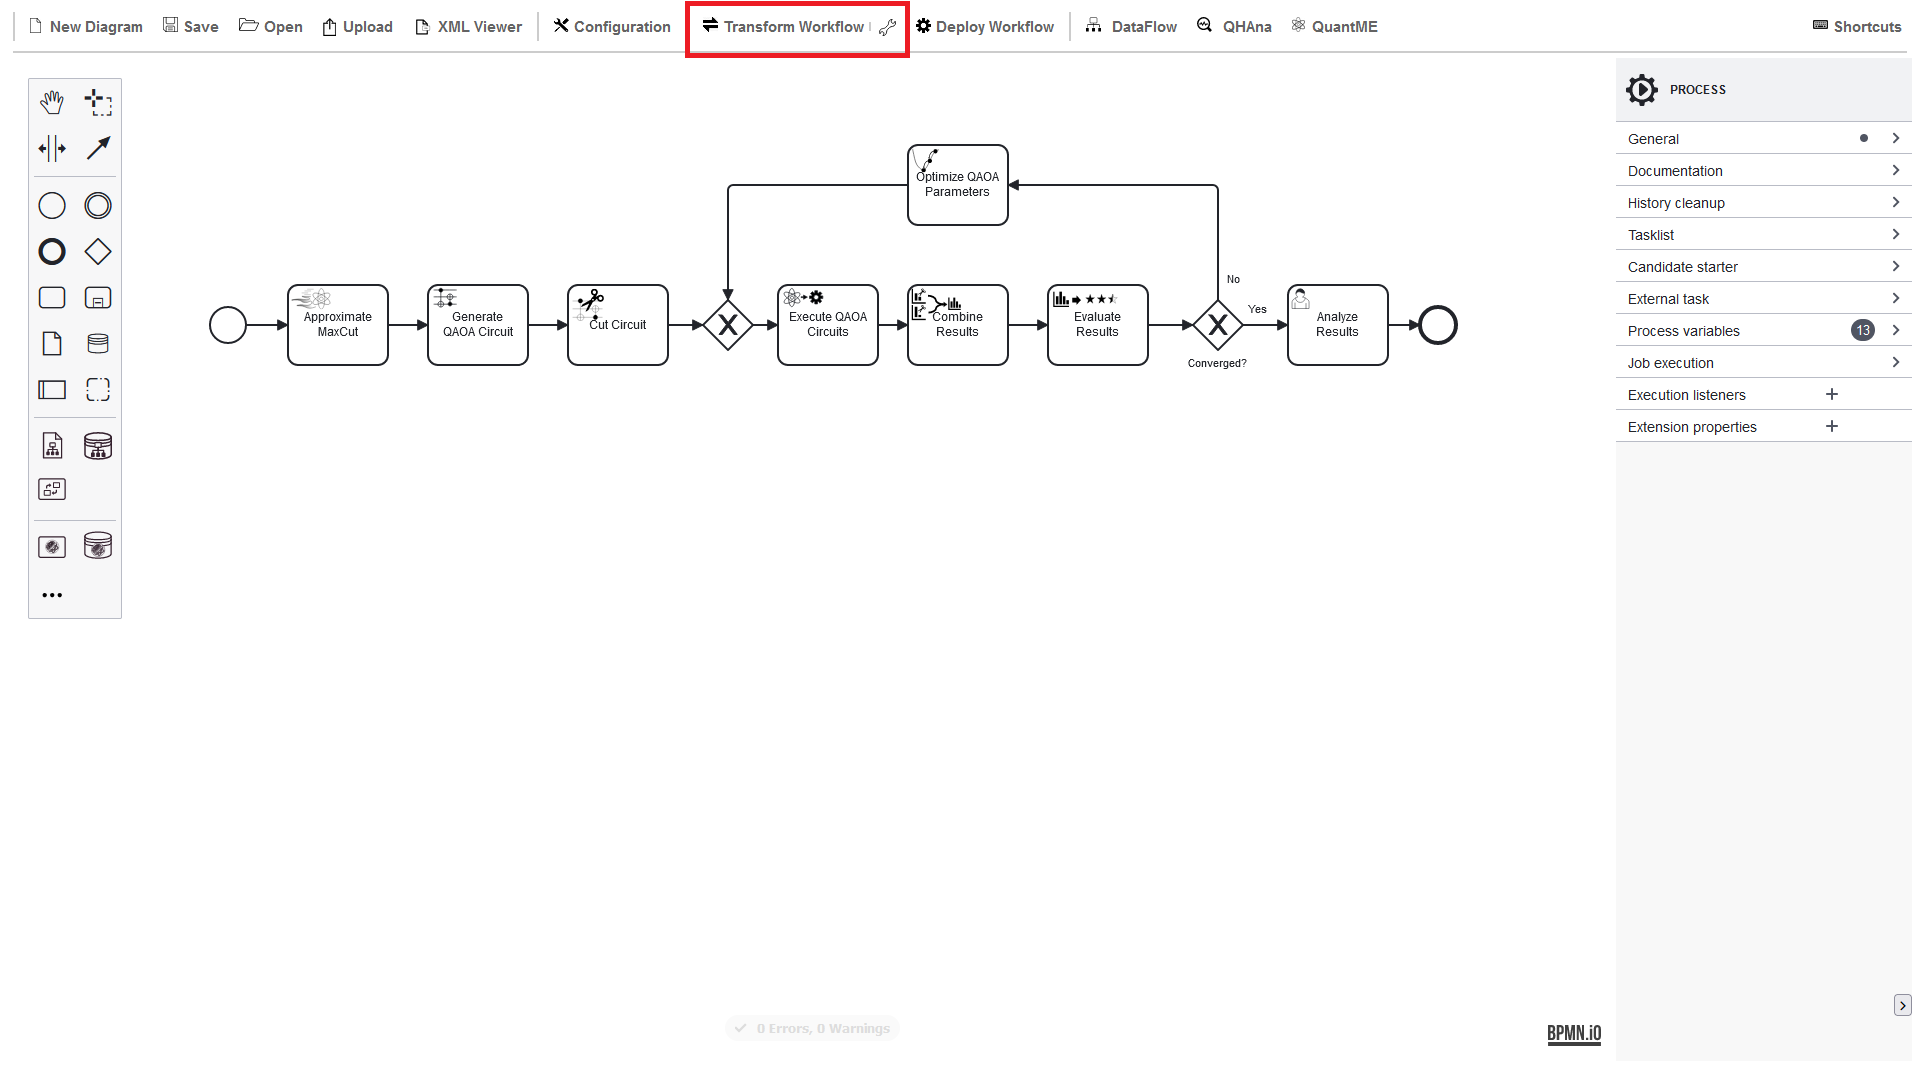 New Diagram Save Open Upload XML Viewer Configuration Transform Workflow Deploy Workflow DataFlow QHAna QuantME Shortcuts
PROCESS
General
Documentation
History cleanup
Tasklist
Candidate starter
External task
Process variables 13
Job execution
Execution listeners
Extension properties
Optimize QAOA
Parameters
Approximate
MaxCut
Generate
QAOA Circuit
Cut Circuit
Execute QAOA
Circuits
Combine
Results
Evaluate
Results
No
Yes
Converged?
Analyze
Results
0 Errors, 0 Warnings
BPMN.iO